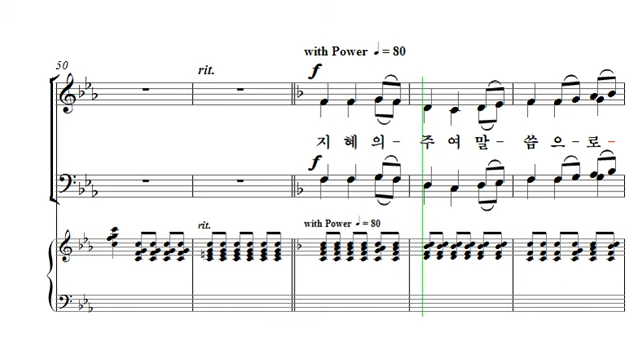 with Power ♩= 80
50
rit.
f
지 혜 의- 주 여 말- 씀 으- 로-
f
rit.
with Power ♩= 80